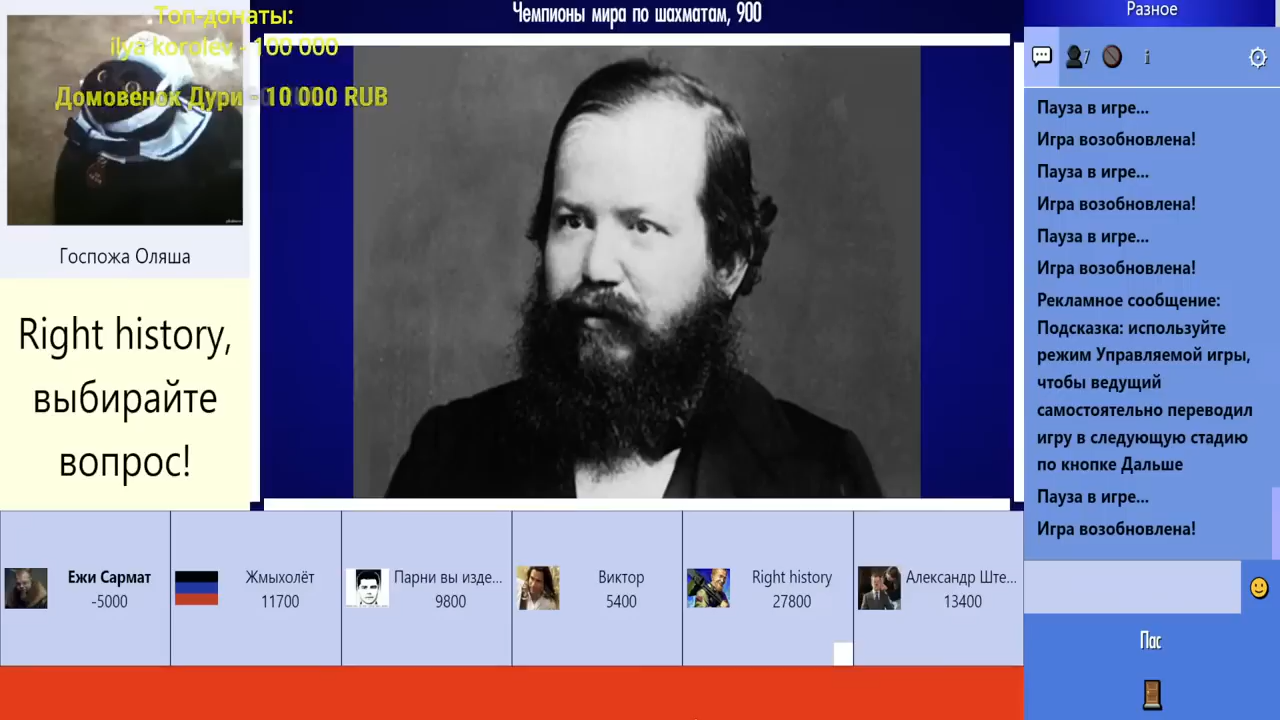 Топ-донаты:
ilya korolev - 100 000
Домовенок Дури - 10 000 RUB
Госпожа Оляша
Right history,
выбирайте
вопрос!
Чемпионы мира по шахматам, 900
Разное
7
i
Пауза в игре...
Игра возобновлена!
Пауза в игре...
Игра возобновлена!
Пауза в игре...
Игра возобновлена!
Рекламное сообщение:
Подсказка: используйте
режим Управляемой игры,
чтобы ведущий
самостоятельно переводил
игру в следующую стадию
по кнопке Дальше
Пауза в игре...
Игра возобновлена!
Ежи Сармат
-5000
Жмыхолёт
11700
Парни вы изде...
9800
Виктор
5400
Right history
27800
Александр Ште...
13400
Пас